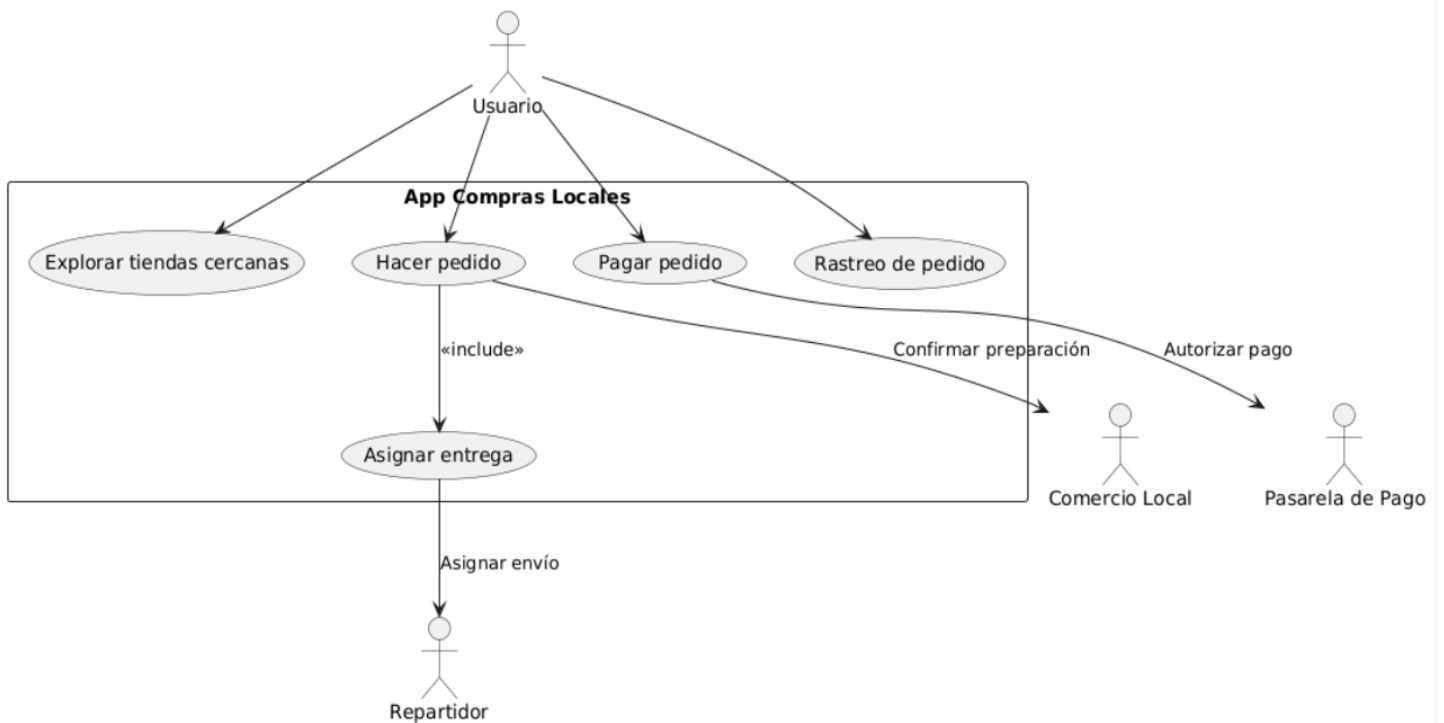 Usuario
App Compras Locales
Explorar tiendas cercanas
Hacer pedido
Pagar pedido
Rastreo de pedido
«include»
Confirmar preparación
Autorizar pago
Asignar entrega
Comercio Local
Pasarela de Pago
Asignar envío
Repartidor